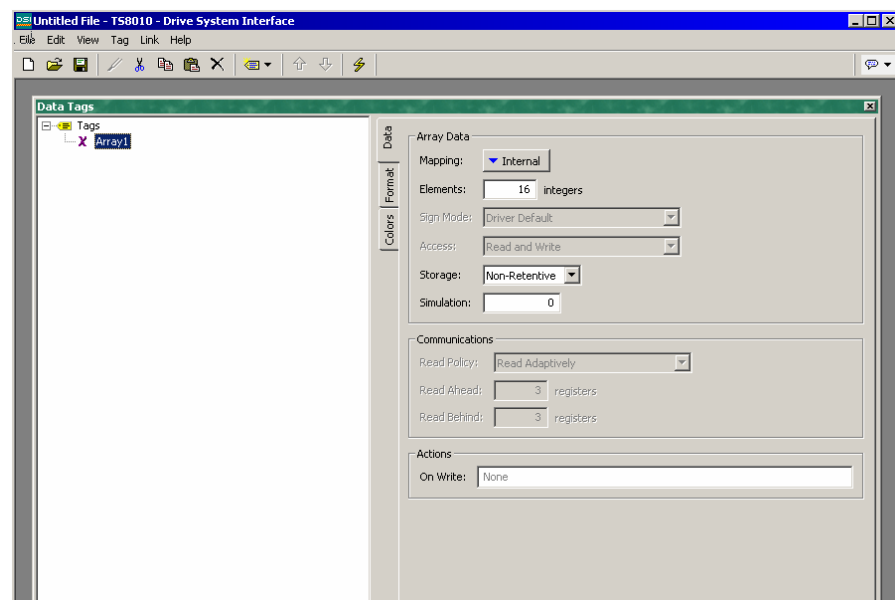 Untitled File - TS8010 - Drive System Interface
File Edit View Tag Link Help
Data Tags
Tags
Array1
Data
Format
Colors
Array Data
Mapping: Internal
Elements: 16 integers
Sign Mode: Driver Default
Access: Read and Write
Storage: Non-Retentive
Simulation: 0
Communications
Read Policy: Read Adaptively
Read Ahead: 3 registers
Read Behind: 3 registers
Actions
On Write: None